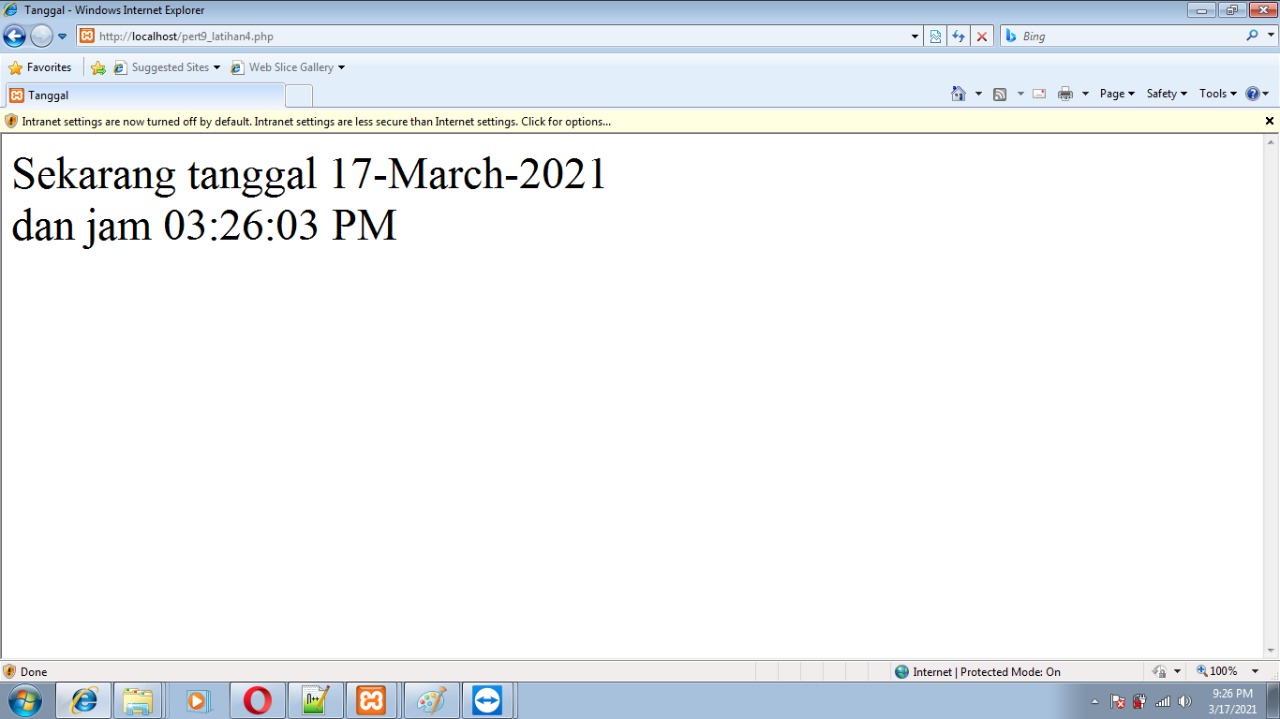 Tanggal - Windows Internet Explorer
http://localhost/pert9_latihan4.php
Bing
Favorites
Suggested Sites
Web Slice Gallery
Tanggal
Page
Safety
Tools
Intranet settings are now turned off by default. Intranet settings are less secure than Internet settings. Click for options...
Sekarang tanggal 17-March-2021
dan jam 03:26:03 PM
Done
Internet | Protected Mode: On
100%
9:26 PM
3/17/2021